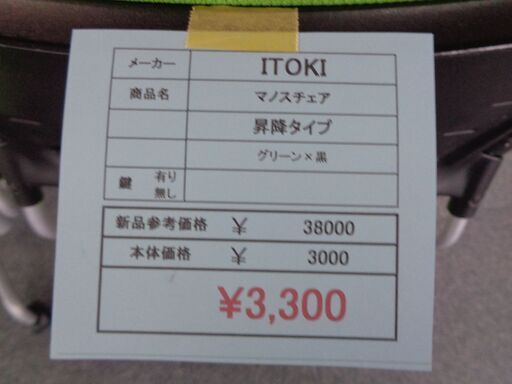 メーカー ITOKI
商品名 マノスチェア
昇降タイプ
グリーン×黒
鍵 有り
無し
新品参考価格 ¥ 38000
本体価格 ¥ 3000
¥3,300